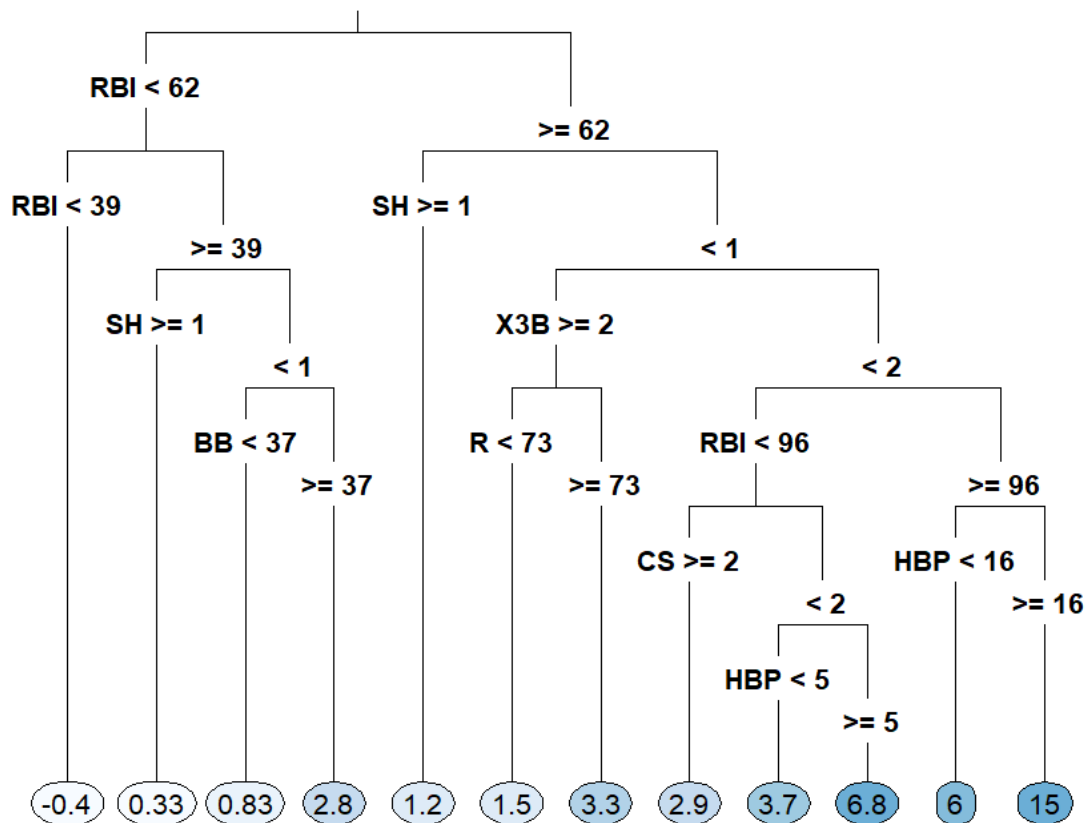 RBI < 62
>= 62
RBI < 39
SH >= 1
>= 39
< 1
SH >= 1
X3B >= 2
< 1
< 2
BB < 37
R < 73
RBI < 96
>= 37
>= 73
>= 96
CS >= 2
HBP < 16
< 2
>= 16
HBP < 5
>= 5
-0.4 0.33 0.83 2.8 1.2 1.5 3.3 2.9 3.7 6.8 6 15